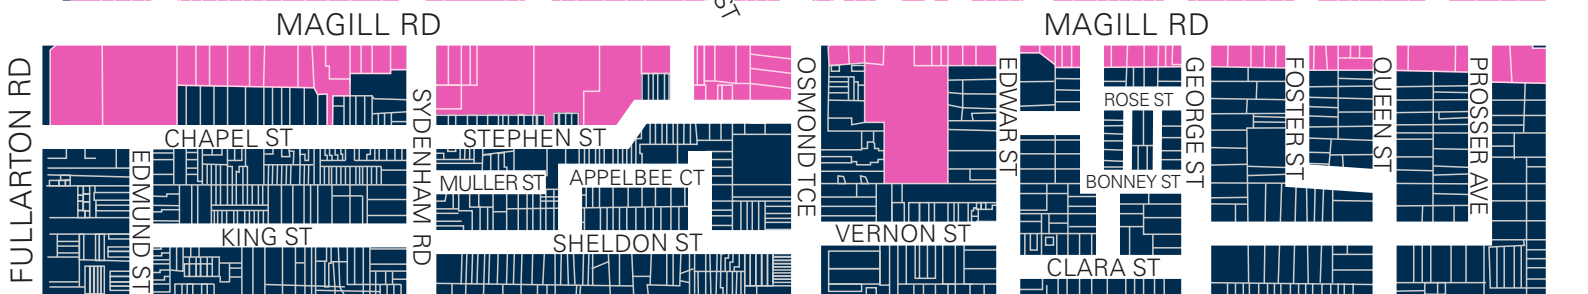 ST
MAGILL RD
MAGILL RD
FULLARTON RD
SYDENHAM RD
OSMOND TCE
EDWAR ST
GEORGE ST
FOSTER ST
QUEEN ST
PROSSER AVE
ROSE ST
CHAPEL ST
STEPHEN ST
EDMUND ST
MULLER ST
APPELBEE CT
BONNEY ST
KING ST
SHELDON ST
VERNON ST
CLARA ST